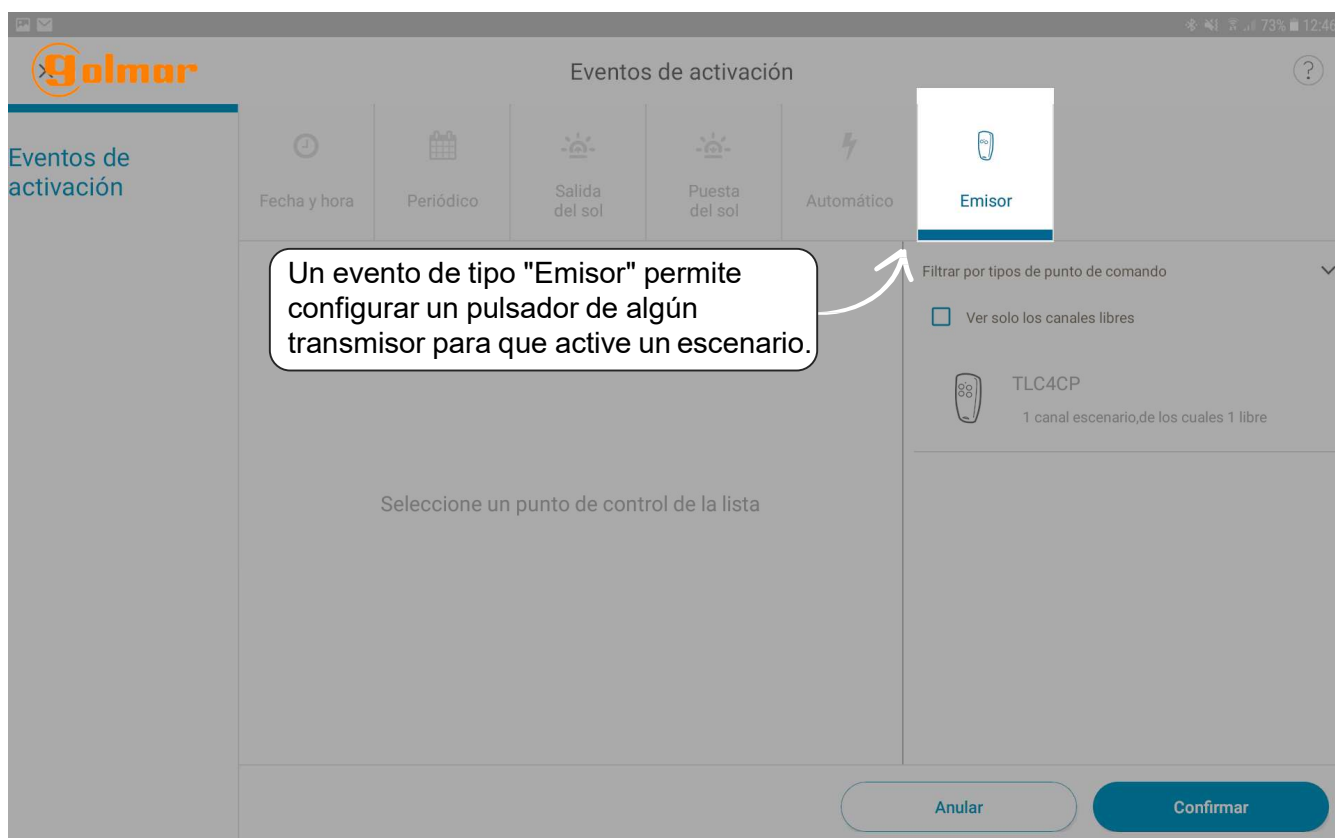 73% 12:46
golmar
Eventos de activación
?
Eventos de
activación
Fecha y hora
Periódico
Salida
del sol
Puesta
del sol
Automático
Emisor
Un evento de tipo "Emisor" permite
configurar un pulsador de algún
transmisor para que active un escenario.
Filtrar por tipos de punto de comando
Ver solo los canales libres
TLC4CP
1 canal escenario,de los cuales 1 libre
Seleccione un punto de control de la lista
Anular
Confirmar